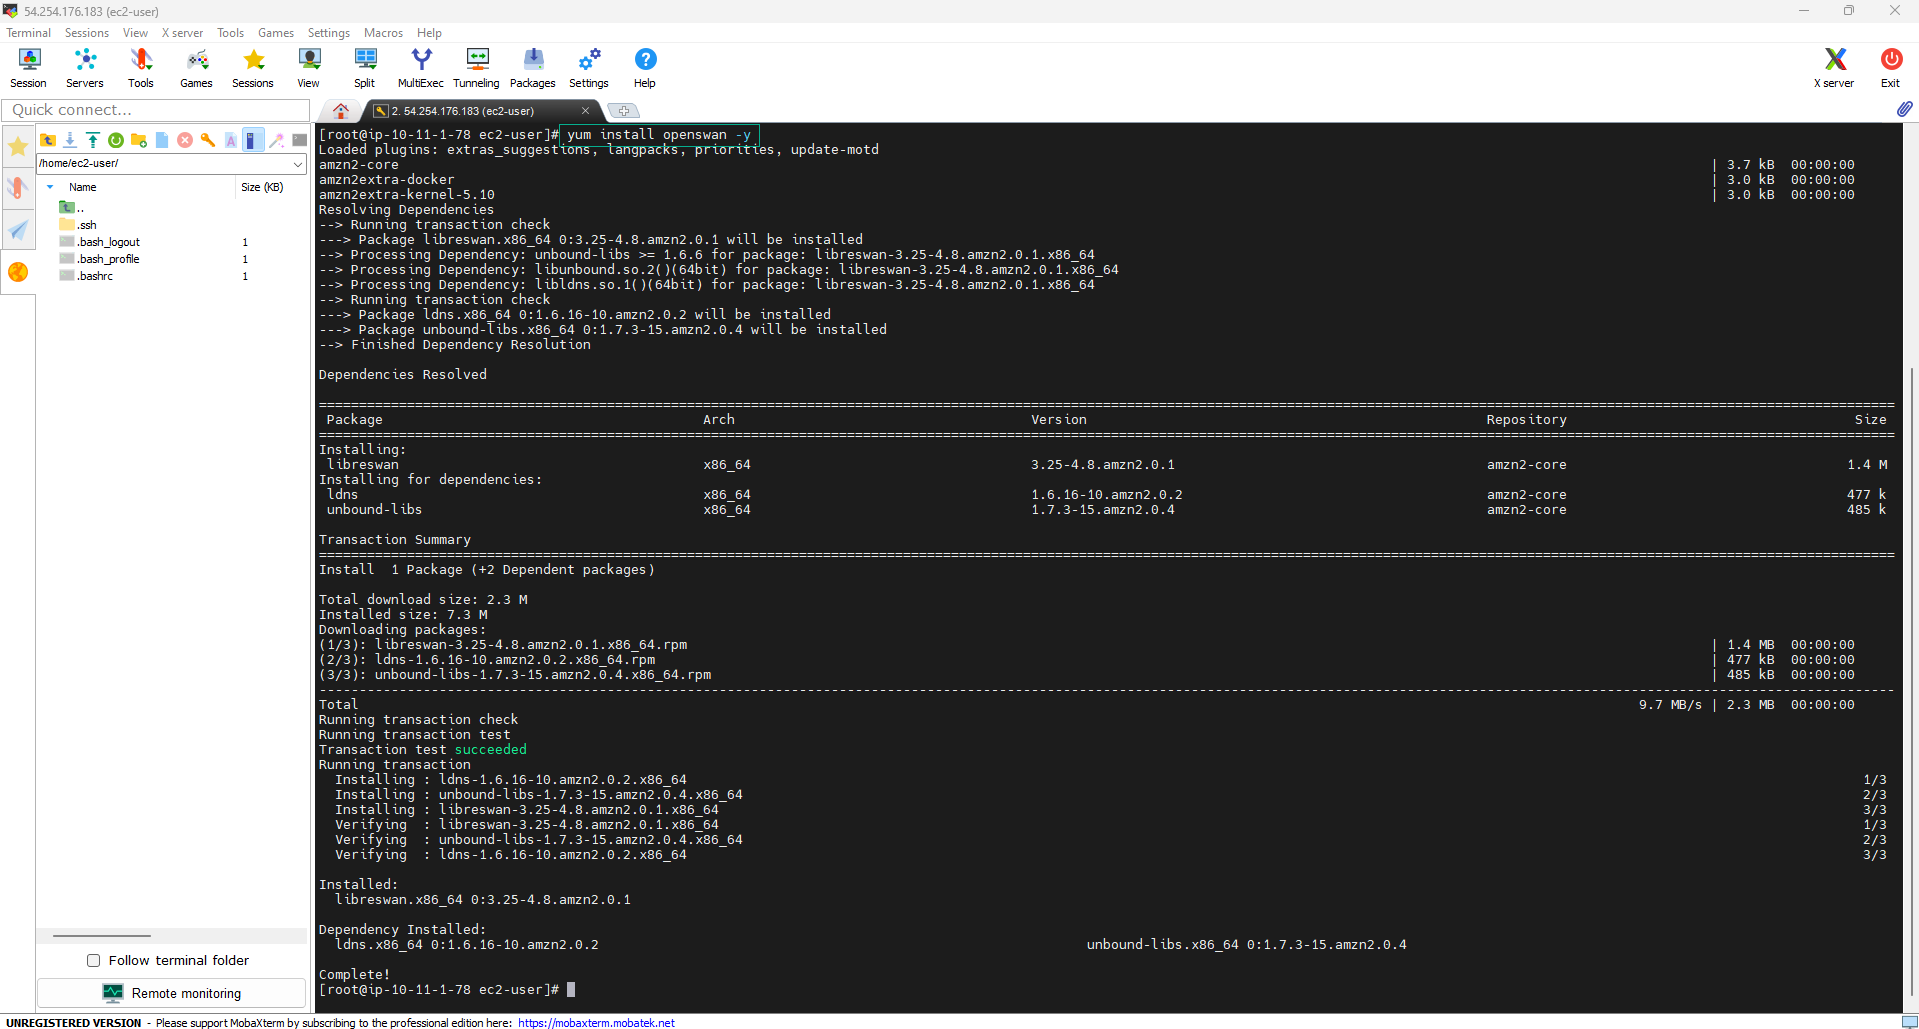 54.254.176.183 (ec2-user)
Terminal Sessions View X server Tools Games Settings Macros Help
Session Servers Tools Games Sessions View Split MultiExec Tunneling Packages Settings Help X server Exit
Quick connect...
2. 54.254.176.183 (ec2-user)
/home/ec2-user/
Name Size (KB)
..
.ssh
.bash_logout 1
.bash_profile 1
.bashrc 1
Follow terminal folder
Remote monitoring
[root@ip-10-11-1-78 ec2-user]# yum install openswan -y
Loaded plugins: extras_suggestions, langpacks, priorities, update-motd
amzn2-core | 3.7 kB 00:00:00
amzn2extra-docker | 3.0 kB 00:00:00
amzn2extra-kernel-5.10 | 3.0 kB 00:00:00
Resolving Dependencies
--> Running transaction check
---> Package libreswan.x86_64 0:3.25-4.8.amzn2.0.1 will be installed
--> Processing Dependency: unbound-libs >= 1.6.6 for package: libreswan-3.25-4.8.amzn2.0.1.x86_64
--> Processing Dependency: libunbound.so.2()(64bit) for package: libreswan-3.25-4.8.amzn2.0.1.x86_64
--> Processing Dependency: libldns.so.1()(64bit) for package: libreswan-3.25-4.8.amzn2.0.1.x86_64
--> Running transaction check
---> Package ldns.x86_64 0:1.6.16-10.amzn2.0.2 will be installed
---> Package unbound-libs.x86_64 0:1.7.3-15.amzn2.0.4 will be installed
--> Finished Dependency Resolution
Dependencies Resolved
Package Arch Version Repository Size
Installing:
libreswan x86_64 3.25-4.8.amzn2.0.1 amzn2-core 1.4 M
Installing for dependencies:
ldns x86_64 1.6.16-10.amzn2.0.2 amzn2-core 477 k
unbound-libs x86_64 1.7.3-15.amzn2.0.4 amzn2-core 485 k
Transaction Summary
Install 1 Package (+2 Dependent packages)
Total download size: 2.3 M
Installed size: 7.3 M
Downloading packages:
(1/3): libreswan-3.25-4.8.amzn2.0.1.x86_64.rpm | 1.4 MB 00:00:00
(2/3): ldns-1.6.16-10.amzn2.0.2.x86_64.rpm | 477 kB 00:00:00
(3/3): unbound-libs-1.7.3-15.amzn2.0.4.x86_64.rpm | 485 kB 00:00:00
Total 9.7 MB/s | 2.3 MB 00:00:00
Running transaction check
Running transaction test
Transaction test succeeded
Running transaction
Installing : ldns-1.6.16-10.amzn2.0.2.x86_64 1/3
Installing : unbound-libs-1.7.3-15.amzn2.0.4.x86_64 2/3
Installing : libreswan-3.25-4.8.amzn2.0.1.x86_64 3/3
Verifying : libreswan-3.25-4.8.amzn2.0.1.x86_64 1/3
Verifying : unbound-libs-1.7.3-15.amzn2.0.4.x86_64 2/3
Verifying : ldns-1.6.16-10.amzn2.0.2.x86_64 3/3
Installed:
libreswan.x86_64 0:3.25-4.8.amzn2.0.1
Dependency Installed:
ldns.x86_64 0:1.6.16-10.amzn2.0.2 unbound-libs.x86_64 0:1.7.3-15.amzn2.0.4
Complete!
[root@ip-10-11-1-78 ec2-user]#
UNREGISTERED VERSION - Please support MobaXterm by subscribing to the professional edition here: https://mobaxterm.mobatek.net